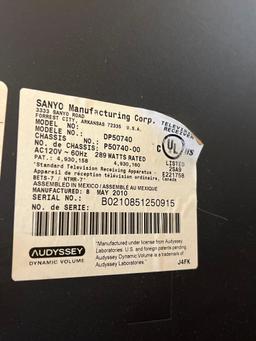 SANYO Manufacturing Corp.
3333 SANYO ROAD
FORREST CITY, ARKANSAS 72335 U.S.A.
TELEVISION RECEIVER
MODEL NO:
MODÈLE NO.: DP50740
CHASSIS NO:
NO. de CHASSIS: P50740-00
C UL US
LISTED
2SA9
E221758
AC120V ~ 60Hz 289 WATTS RATED
PAT.: 4,930,158 4,930,160
"Standard Television Receiving Apparatus -
Appareil de réception télévision ordinaire, Canada
BETS-7 / NTMR-7"
ASSEMBLED IN MEXICO/ASSEMBLÉ AU MEXIQUE
MANUFACTURED: 8 MAY 2010
SERIAL NO.: B0210851250915
NO. de SERIE:
AUDYSSEY
DYNAMIC VOLUME
"Manufactured under license from Audyssey
Laboratories. U.S. and foreign patents pending.
Audyssey Dynamic Volume is a trademark of
Audyssey Laboratories."
J4FK